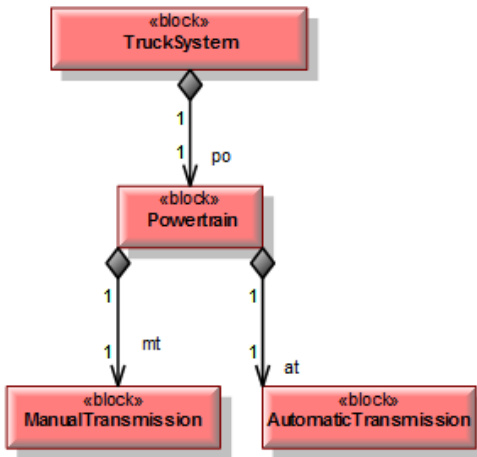 «block»
TruckSystem
1
1
po
«block»
Powertrain
1
1
1
mt
1
at
«block»
ManualTransmission
«block»
AutomaticTransmission